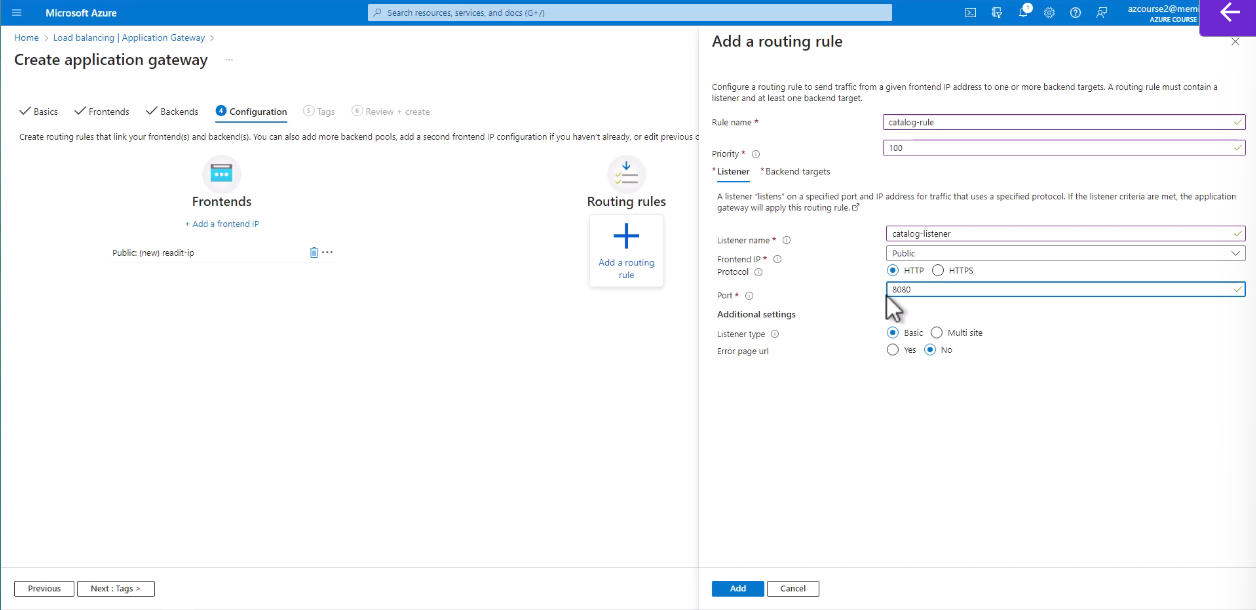 Microsoft Azure
Search resources, services, and docs (G+/)
1
azcourse2@memi
AZURE COURSE
Home > Load balancing | Application Gateway >
Create application gateway ...
Basics Frontends Backends 4 Configuration 5 Tags 6 Review + create
Create routing rules that link your frontend(s) and backend(s). You can also add more backend pools, add a second frontend IP configuration if you haven't already, or edit previous c
Frontends
+ Add a frontend IP
Public: (new) readit-ip
Routing rules
Add a routing
rule
Previous
Next : Tags >
Add a routing rule
Configure a routing rule to send traffic from a given frontend IP address to one or more backend targets. A routing rule must contain a
listener and at least one backend target.
Rule name * catalog-rule
Priority * 100
* Listener * Backend targets
A listener "listens" on a specified port and IP address for traffic that uses a specified protocol. If the listener criteria are met, the application
gateway will apply this routing rule.
Listener name * catalog-listener
Frontend IP * Public
Protocol HTTP HTTPS
Port * 8080
Additional settings
Listener type Basic Multi site
Error page url Yes No
Add
Cancel